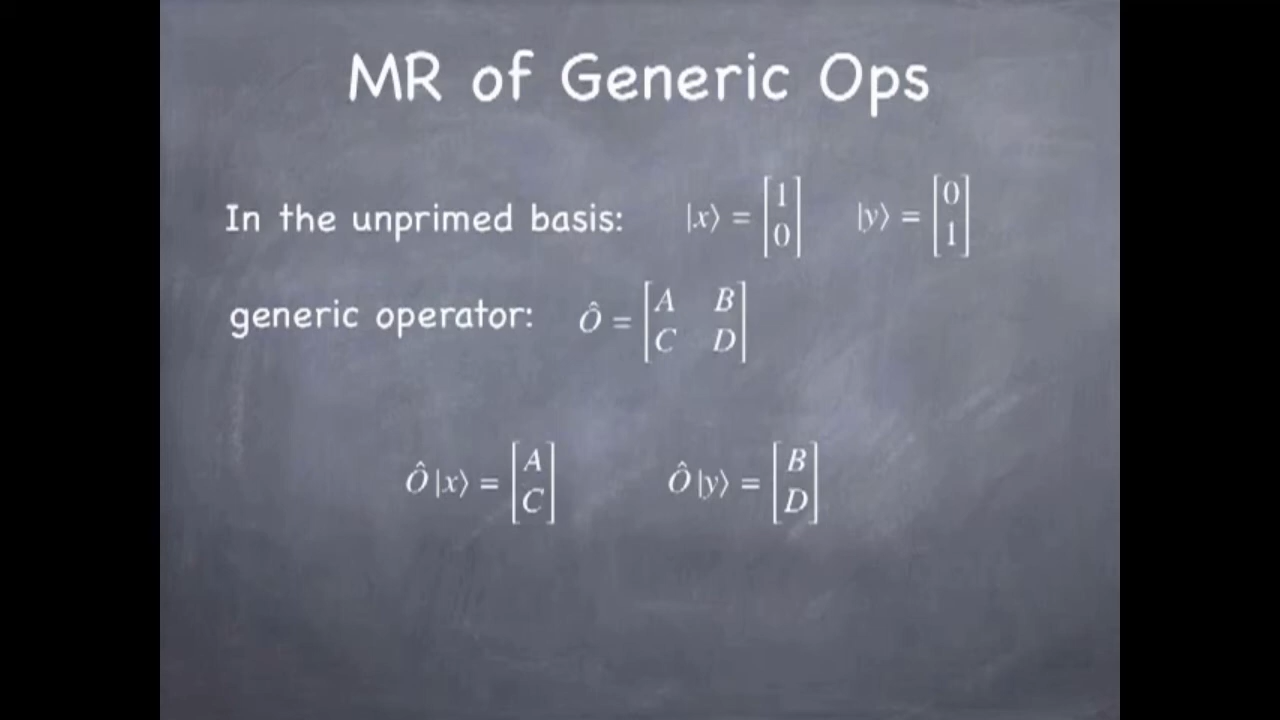 MR of Generic Ops
In the unprimed basis: |x⟩ = [1 0] |y⟩ = [0 1]
generic operator: Ô = [A B C D]
Ô |x⟩ = [A C] Ô |y⟩ = [B D]